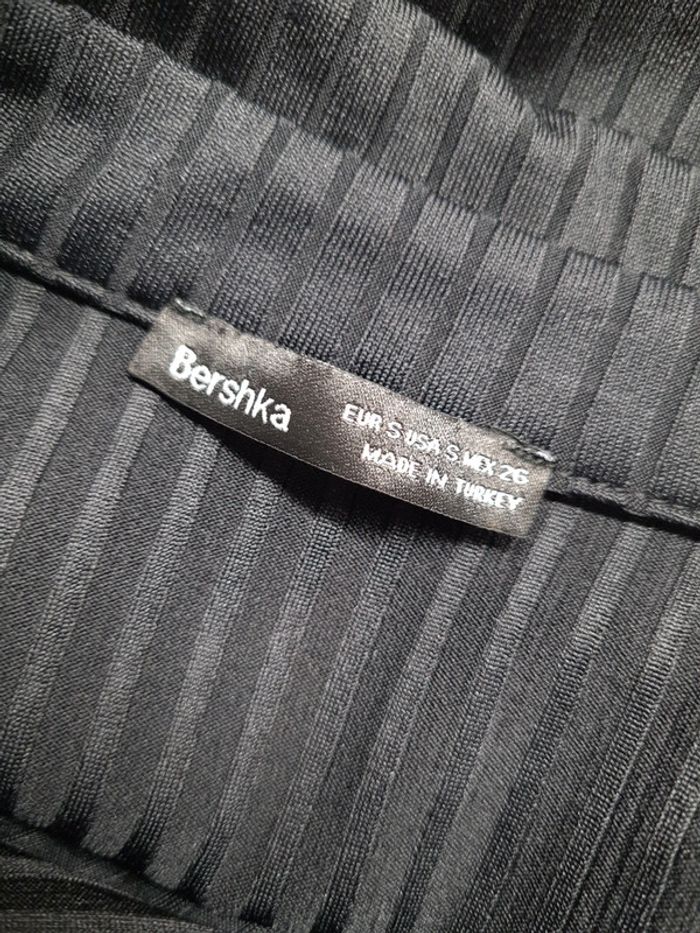 Bershka
EUR S USA S MEX 26
MADE IN TURKEY